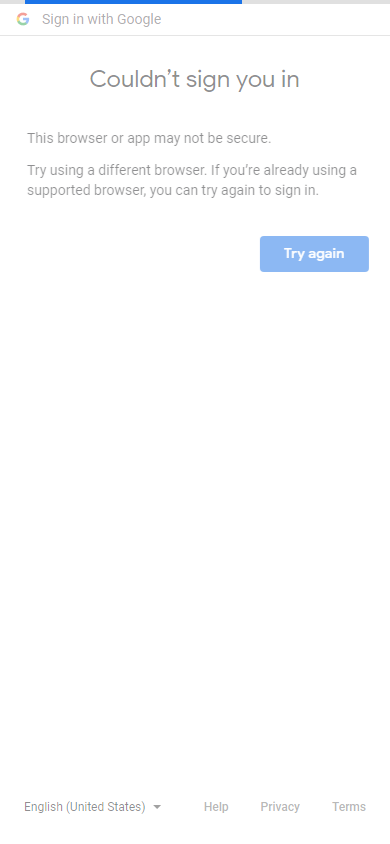 Sign in with Google
Couldn’t sign you in
This browser or app may not be secure.
Try using a different browser. If you’re already using a
supported browser, you can try again to sign in.
Try again
English (United States) Help Privacy Terms